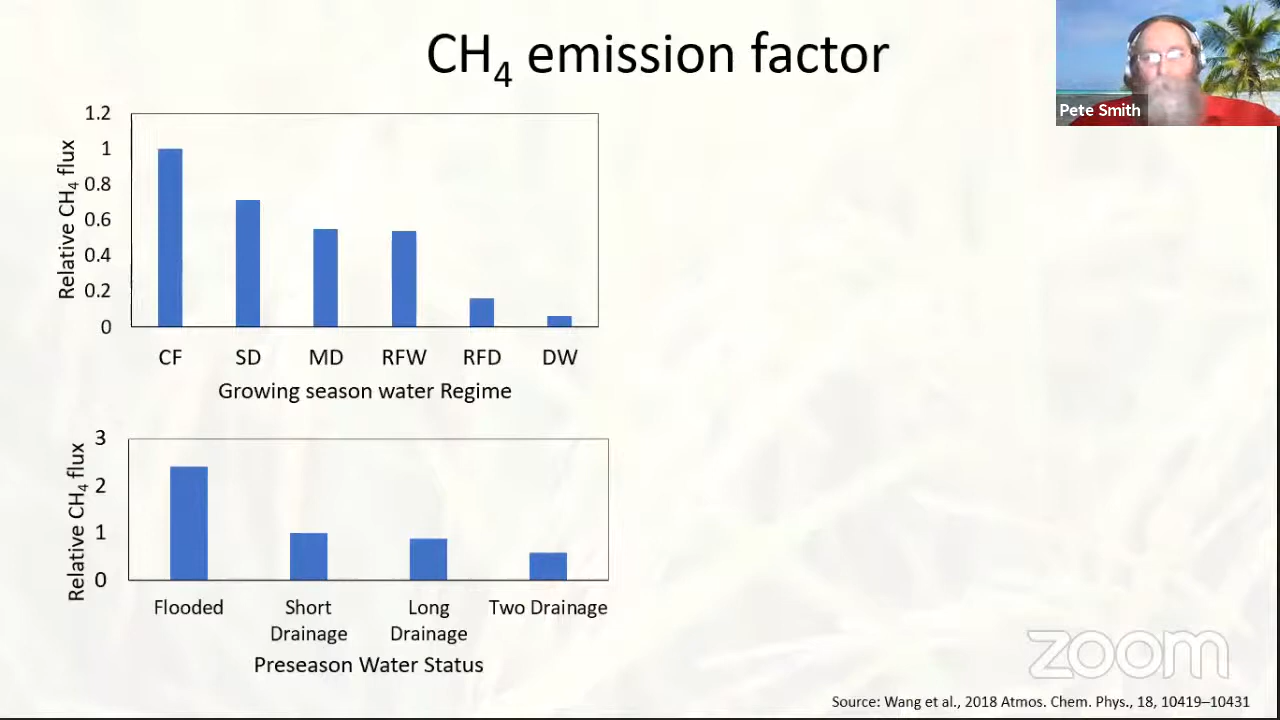 CH₄ emission factor
Pete Smith
Relative CH₄ flux
1.2
1
0.8
0.6
0.4
0.2
0
CF SD MD RFW RFD DW
Growing season water Regime
Relative CH₄ flux
3
2
1
0
Flooded Short Drainage Long Drainage Two Drainage
Preseason Water Status
zoom
Source: Wang et al., 2018 Atmos. Chem. Phys., 18, 10419–10431